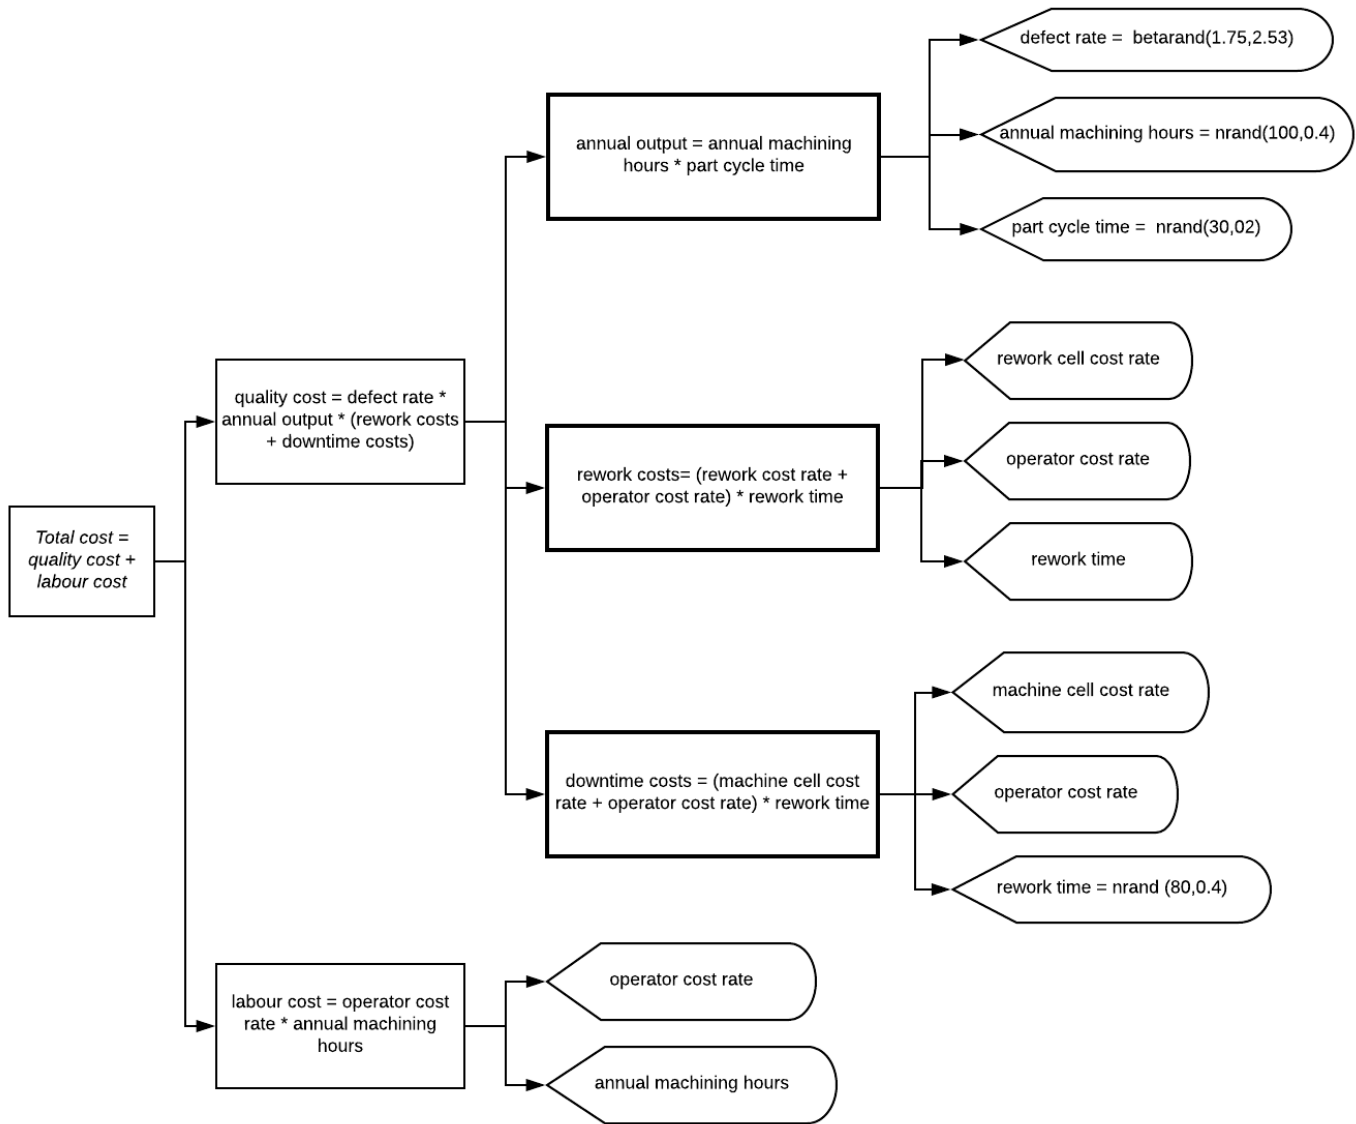 Total cost =
quality cost +
labour cost
quality cost = defect rate *
annual output * (rework costs
+ downtime costs)
annual output = annual machining
hours * part cycle time
defect rate =  betarand(1.75,2.53)
annual machining hours = nrand(100,0.4)
part cycle time =  nrand(30,02)
rework costs= (rework cost rate +
operator cost rate) * rework time
rework cell cost rate
operator cost rate
rework time
downtime costs = (machine cell cost
rate + operator cost rate) * rework time
machine cell cost rate
operator cost rate
rework time = nrand (80,0.4)
labour cost = operator cost
rate * annual machining
hours
operator cost rate
annual machining hours